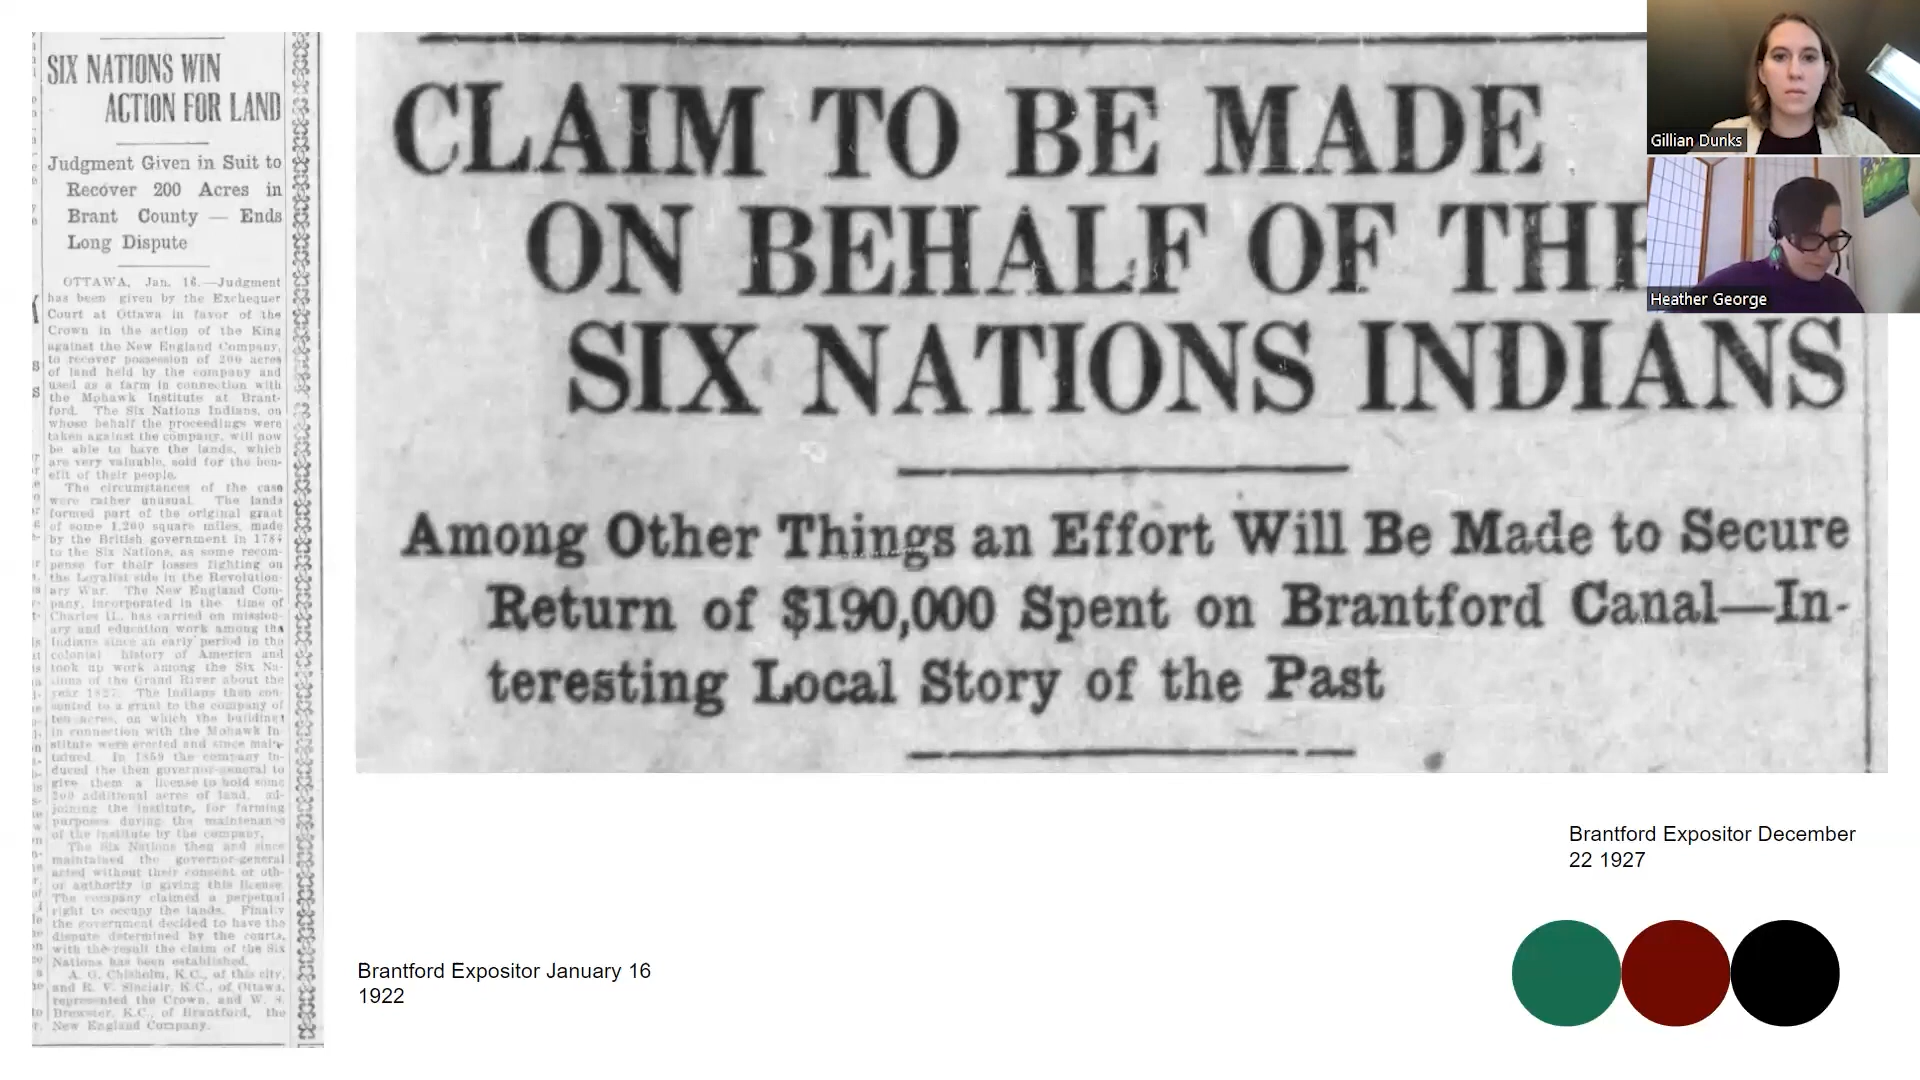 SIX NATIONS WIN
ACTION FOR LAND
Judgment Given in Suit to
Recover 200 Acres in
Brant County — Ends
Long Dispute
OTTAWA, Jan. 16.—Judgment
has been given by the Exchequer
Court at Ottawa in favor of the
Crown in the action of the King
against the New England Company,
to recover possession of 200 acres
of land held by the company and
used as a farm in connection with
the Mohawk Institute at Brant-
ford. The Six Nations Indians, on
whose behalf the proceedings were
taken against the company, will now
be able to have the lands, which
are very valuable, sold for the ben-
efit of their people.
The circumstances of the case
were rather unusual. The lands
formed part of the original grant
of some 1,200 square miles, made
by the British government in 1784
to the Six Nations, as some recom-
pense for their losses fighting on
the Loyalist side in the Revolution-
ary War. The New England Com-
pany, incorporated in the time of
Charles II., has carried on mission-
ary and education work among the
Indians since an early period in the
colonial history of America and
took up work among the Six Na-
tions of the Grand River about the
year 1827. The Indians then con-
sented to a grant to the company of
ten acres, on which the buildings
in connection with the Mohawk In-
stitute were erected and since main-
tained. In 1859 the company in-
duced the then governor-general to
give them a license to hold some
200 additional acres of land, ad-
joining the institute, for farming
purposes during the maintenance
of the institute by the company.
The Six Nations then and since
maintained the governor-general
acted without their consent or oth-
or authority in giving this license.
The company claimed a perpetual
right to occupy the lands. Finally
the government decided to have the
dispute determined by the courts,
with the result the claim of the Six
Nations has been established.
A. G. Chisholm, K.C., of this city,
and R. V. Sinclair, K.C., of Ottawa,
represented the Crown, and W. S.
Brewster, K.C., of Brantford, the
New England Company.
CLAIM TO BE MADE
ON BEHALF OF THE
SIX NATIONS INDIANS
Among Other Things an Effort Will Be Made to Secure
Return of $190,000 Spent on Brantford Canal—In-
teresting Local Story of the Past
Brantford Expositor January 16
1922
Brantford Expositor December
22 1927
Gillian Dunks
Heather George